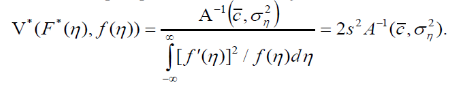 V*(F*(η), f(η)) = A⁻¹(c̅, σ²_η) / ∫_{-∞}^{∞} [f'(η)]² / f(η)dη = 2s² A⁻¹(c̅, σ²_η).